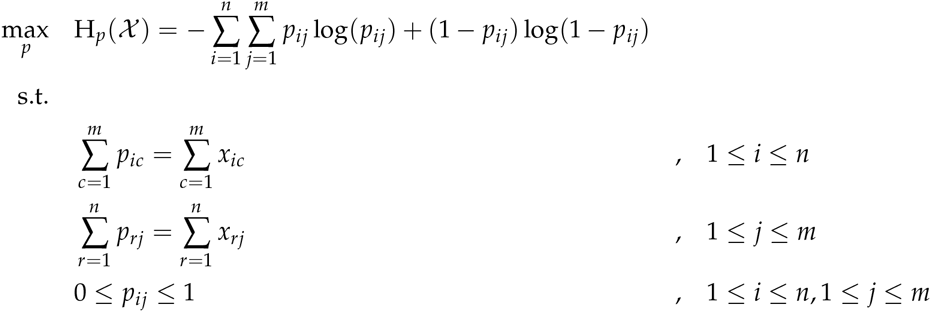 max_p H_p(𝒳) = − ∑_{i=1}^{n} ∑_{j=1}^{m} p_{ij} log(p_{ij}) + (1 − p_{ij}) log(1 − p_{ij})
s.t.
∑_{c=1}^{m} p_{ic} = ∑_{c=1}^{m} x_{ic} , 1 ≤ i ≤ n
∑_{r=1}^{n} p_{rj} = ∑_{r=1}^{n} x_{rj} , 1 ≤ j ≤ m
0 ≤ p_{ij} ≤ 1 , 1 ≤ i ≤ n, 1 ≤ j ≤ m